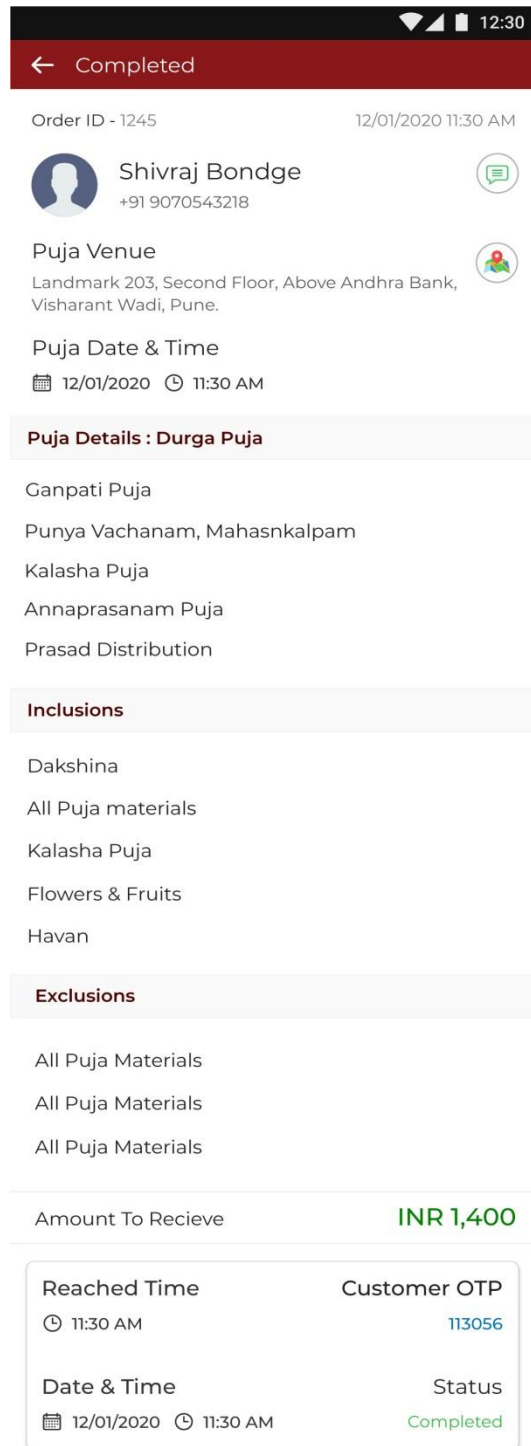 12:30
Completed
Order ID - 1245 12/01/2020 11:30 AM
Shivraj Bondge
+91 9070543218
Puja Venue
Landmark 203, Second Floor, Above Andhra Bank,
Visharant Wadi, Pune.
Puja Date & Time
12/01/2020 11:30 AM
Puja Details : Durga Puja
Ganpati Puja
Punya Vachanam, Mahasnkalpam
Kalasha Puja
Annaprasanam Puja
Prasad Distribution
Inclusions
Dakshina
All Puja materials
Kalasha Puja
Flowers & Fruits
Havan
Exclusions
All Puja Materials
All Puja Materials
All Puja Materials
Amount To Recieve INR 1,400
Reached Time Customer OTP
11:30 AM 113056
Date & Time Status
12/01/2020 11:30 AM Completed